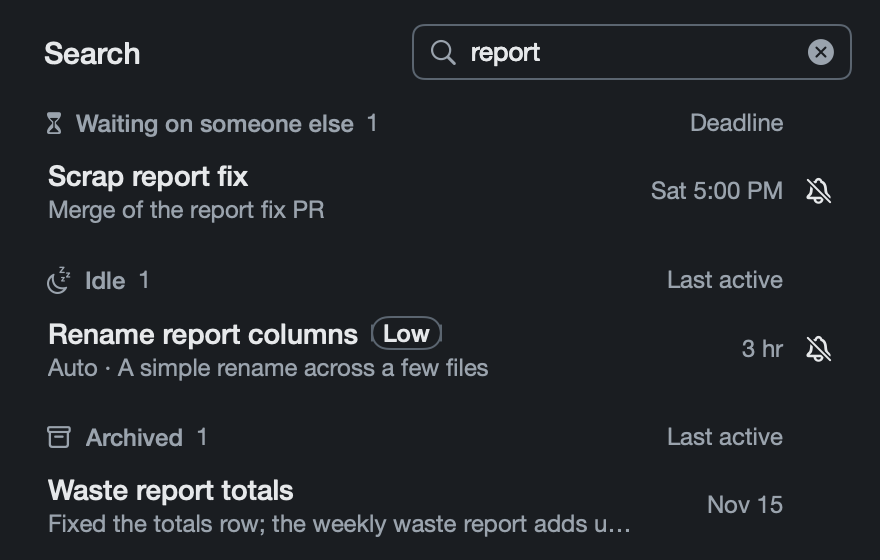 Search
report
Waiting on someone else 1 Deadline
Scrap report fix
Merge of the report fix PR
Sat 5:00 PM
Idle 1 Last active
Rename report columns Low
Auto · A simple rename across a few files
3 hr
Archived 1 Last active
Waste report totals
Fixed the totals row; the weekly waste report adds u…
Nov 15